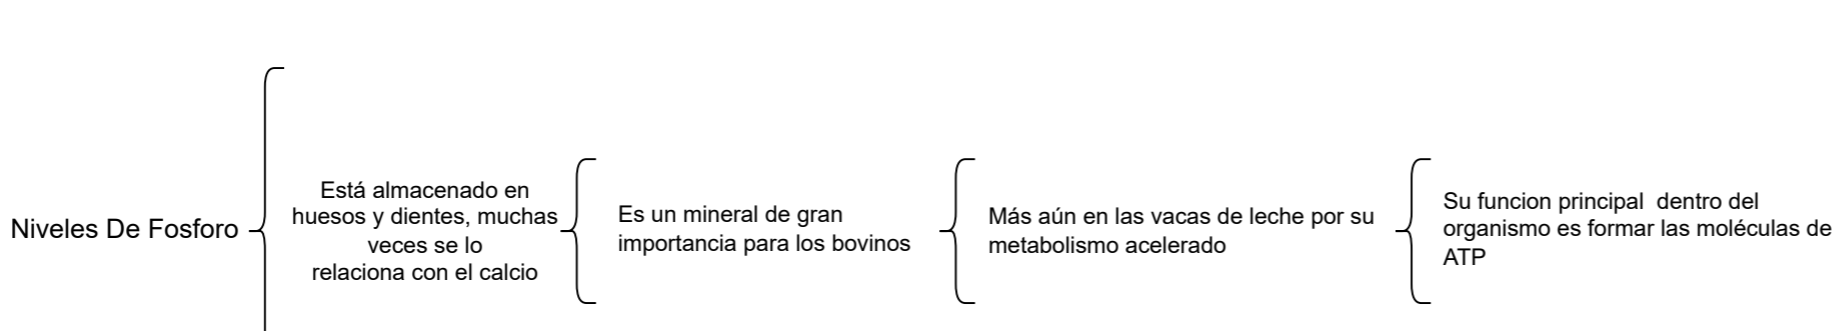 Niveles De Fosforo
Está almacenado en
huesos y dientes, muchas
veces se lo
relaciona con el calcio
Es un mineral de gran
importancia para los bovinos
Más aún en las vacas de leche por su
metabolismo acelerado
Su funcion principal  dentro del
organismo es formar las moléculas de
ATP